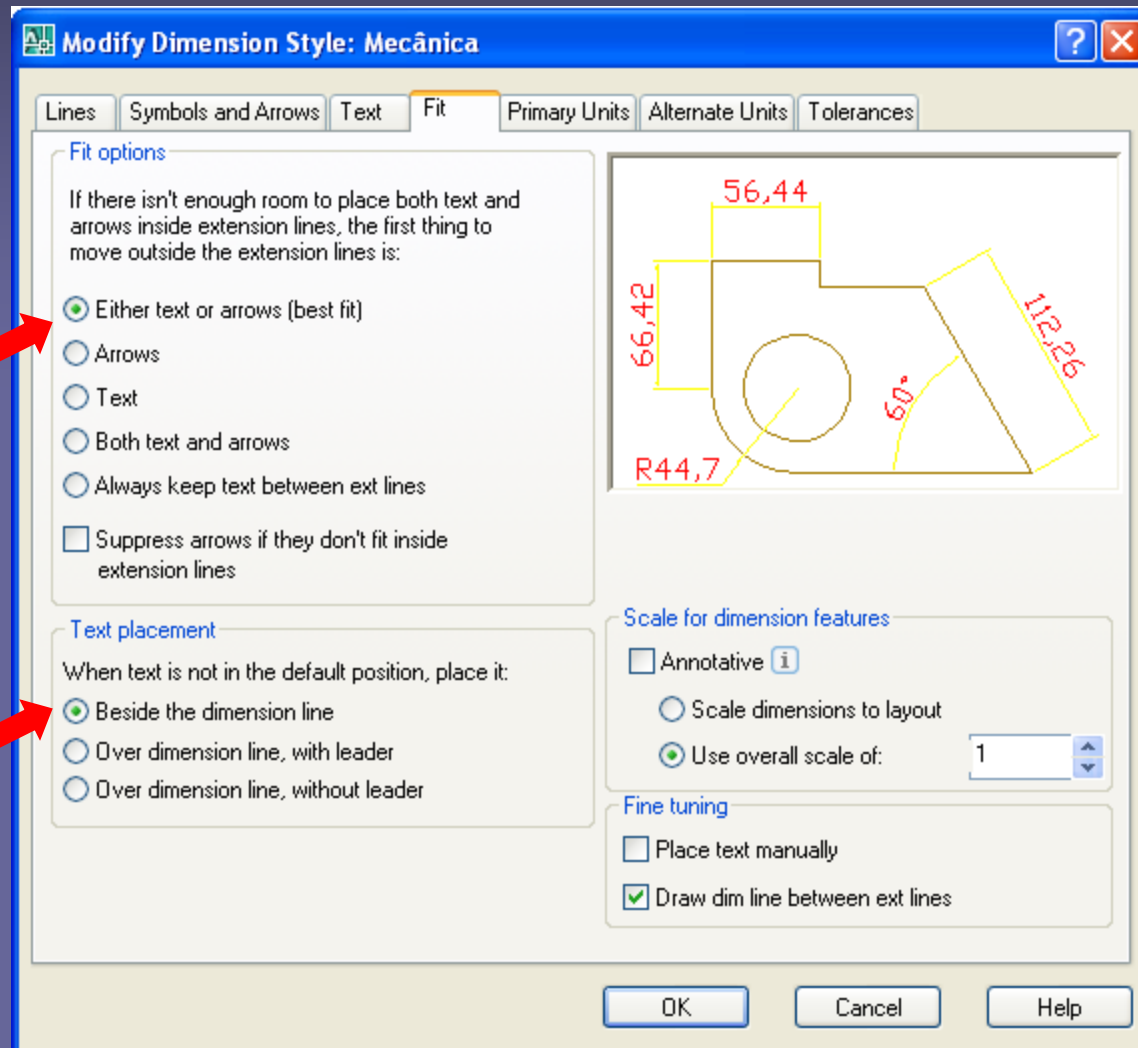 Modify Dimension Style: Mecânica
Lines Symbols and Arrows Text Fit Primary Units Alternate Units Tolerances
Fit options
If there isn't enough room to place both text and
arrows inside extension lines, the first thing to
move outside the extension lines is:
Either text or arrows (best fit)
Arrows
Text
Both text and arrows
Always keep text between ext lines
Suppress arrows if they don't fit inside
extension lines
Text placement
When text is not in the default position, place it:
Beside the dimension line
Over dimension line, with leader
Over dimension line, without leader
56,44
66,42
112,26
60°
R44,7
Scale for dimension features
Annotative
Scale dimensions to layout
Use overall scale of: 1
Fine tuning
Place text manually
Draw dim line between ext lines
OK Cancel Help